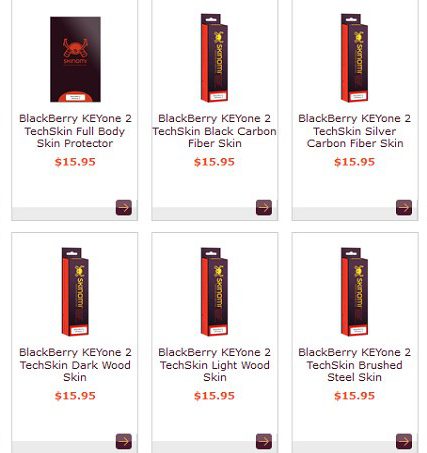 SKINOMI
BlackBerry KEYone 2
TechSkin Full Body
Skin Protector
$15.95
SKINOMI
BlackBerry KEYone 2
TechSkin Black Carbon
Fiber Skin
$15.95
SKINOMI
BlackBerry KEYone 2
TechSkin Silver
Carbon Fiber Skin
$15.95
SKINOMI
BlackBerry KEYone 2
TechSkin Dark Wood
Skin
$15.95
SKINOMI
BlackBerry KEYone 2
TechSkin Light Wood
Skin
$15.95
SKINOMI
BlackBerry KEYone 2
TechSkin Brushed
Steel Skin
$15.95